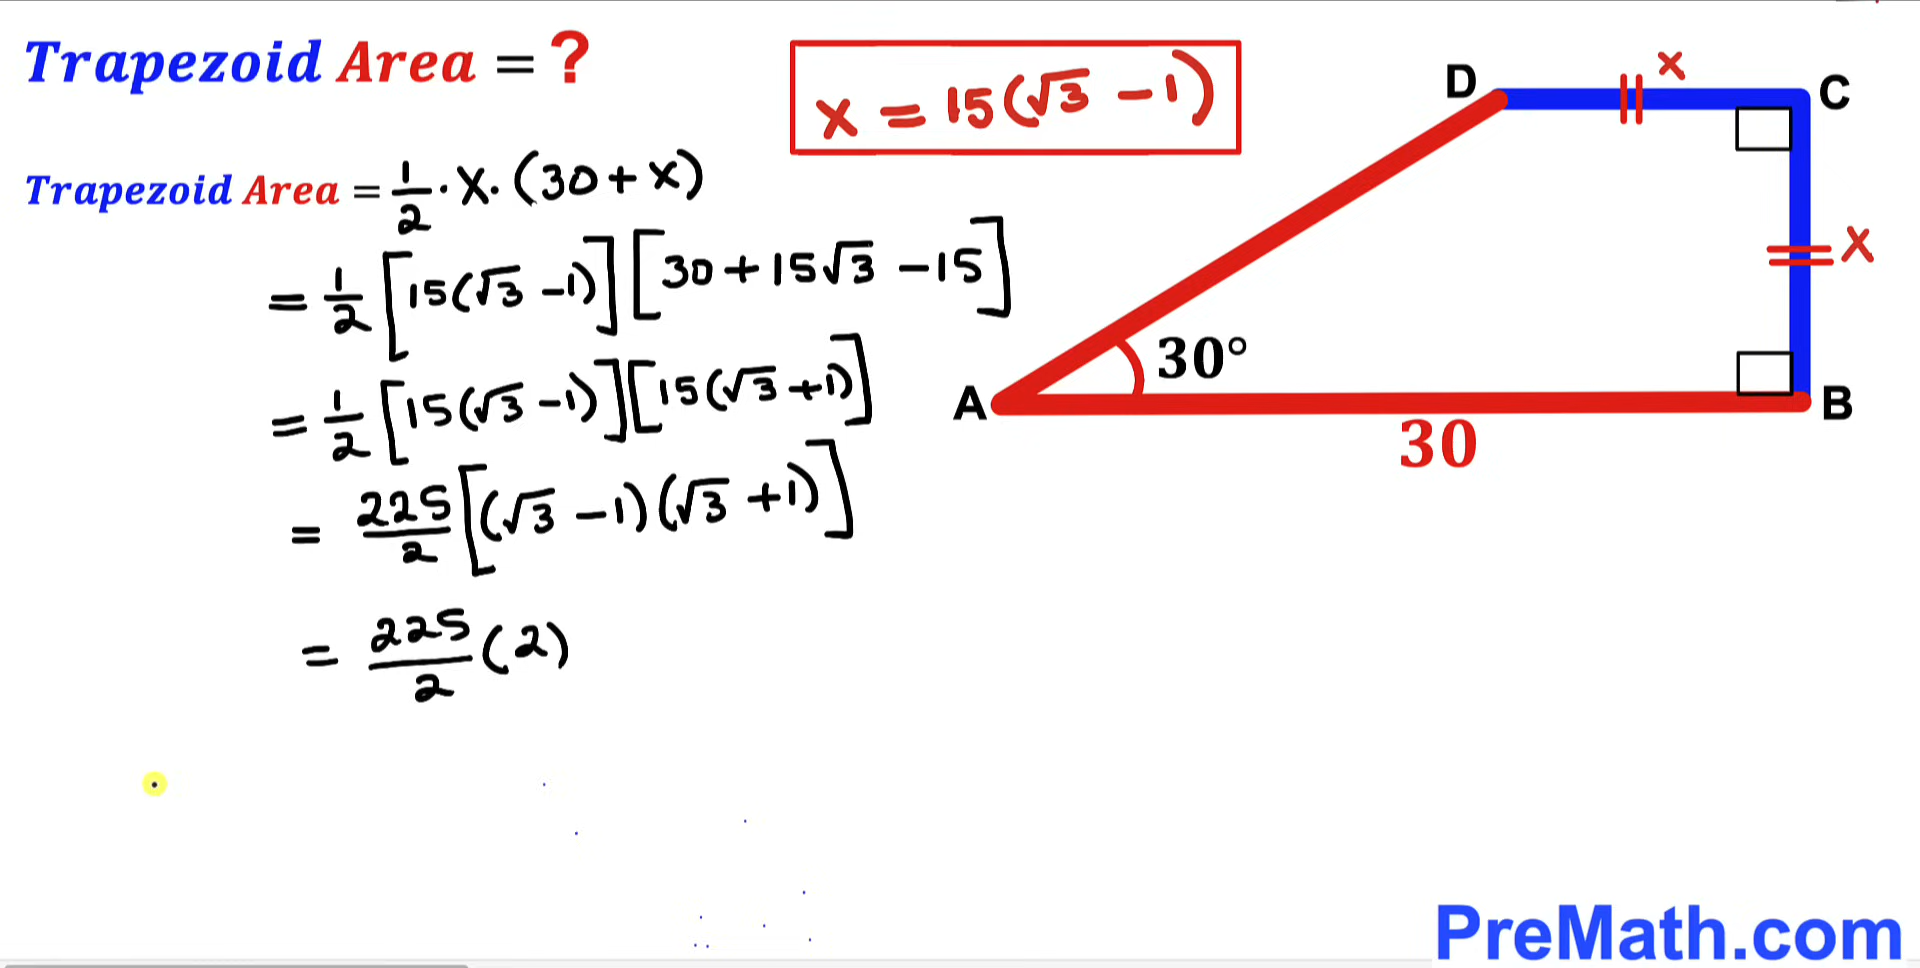 Trapezoid Area = ?
x = 15(√3 - 1)
Trapezoid Area = 1/2 · x · (30 + x)
= 1/2 [15(√3 - 1)] [30 + 15√3 - 15]
= 1/2 [15(√3 - 1)] [15(√3 + 1)]
= 225/2 [(√3 - 1)(√3 + 1)]
= 225/2 (2)
D
x
C
x
30°
A
B
30
PreMath.com